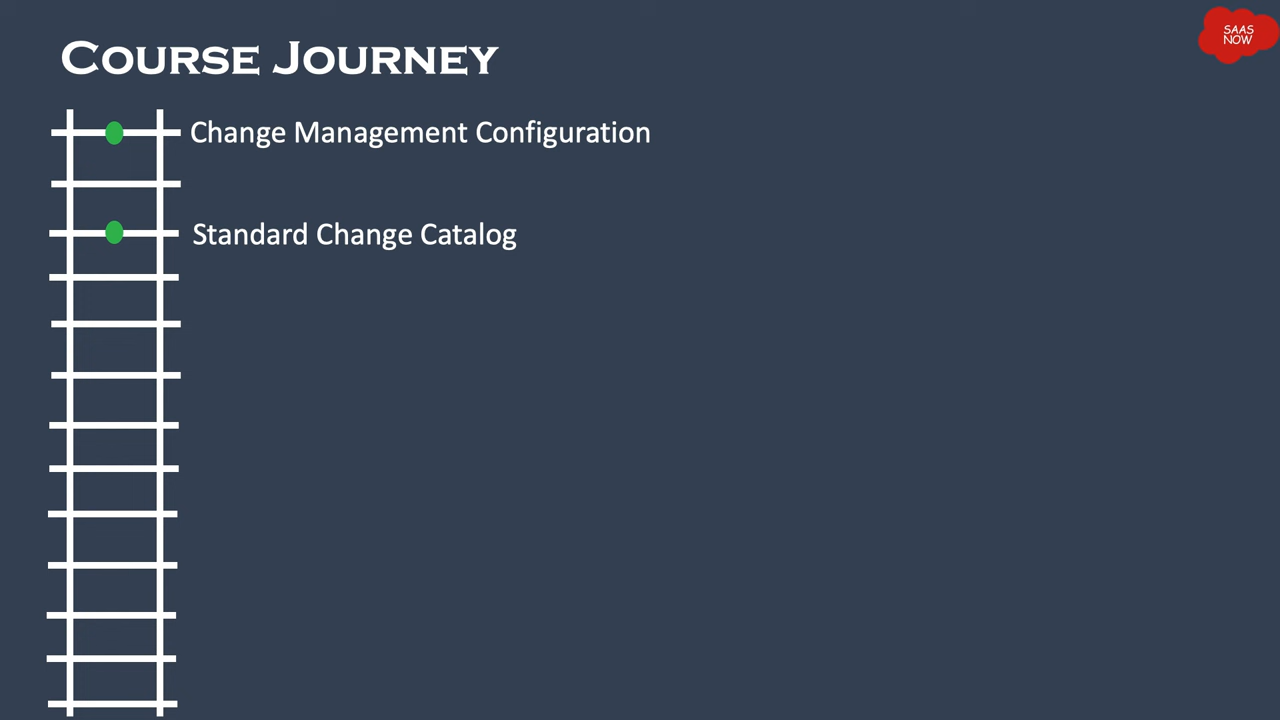 Course Journey
SAAS
NOW
Change Management Configuration
Standard Change Catalog